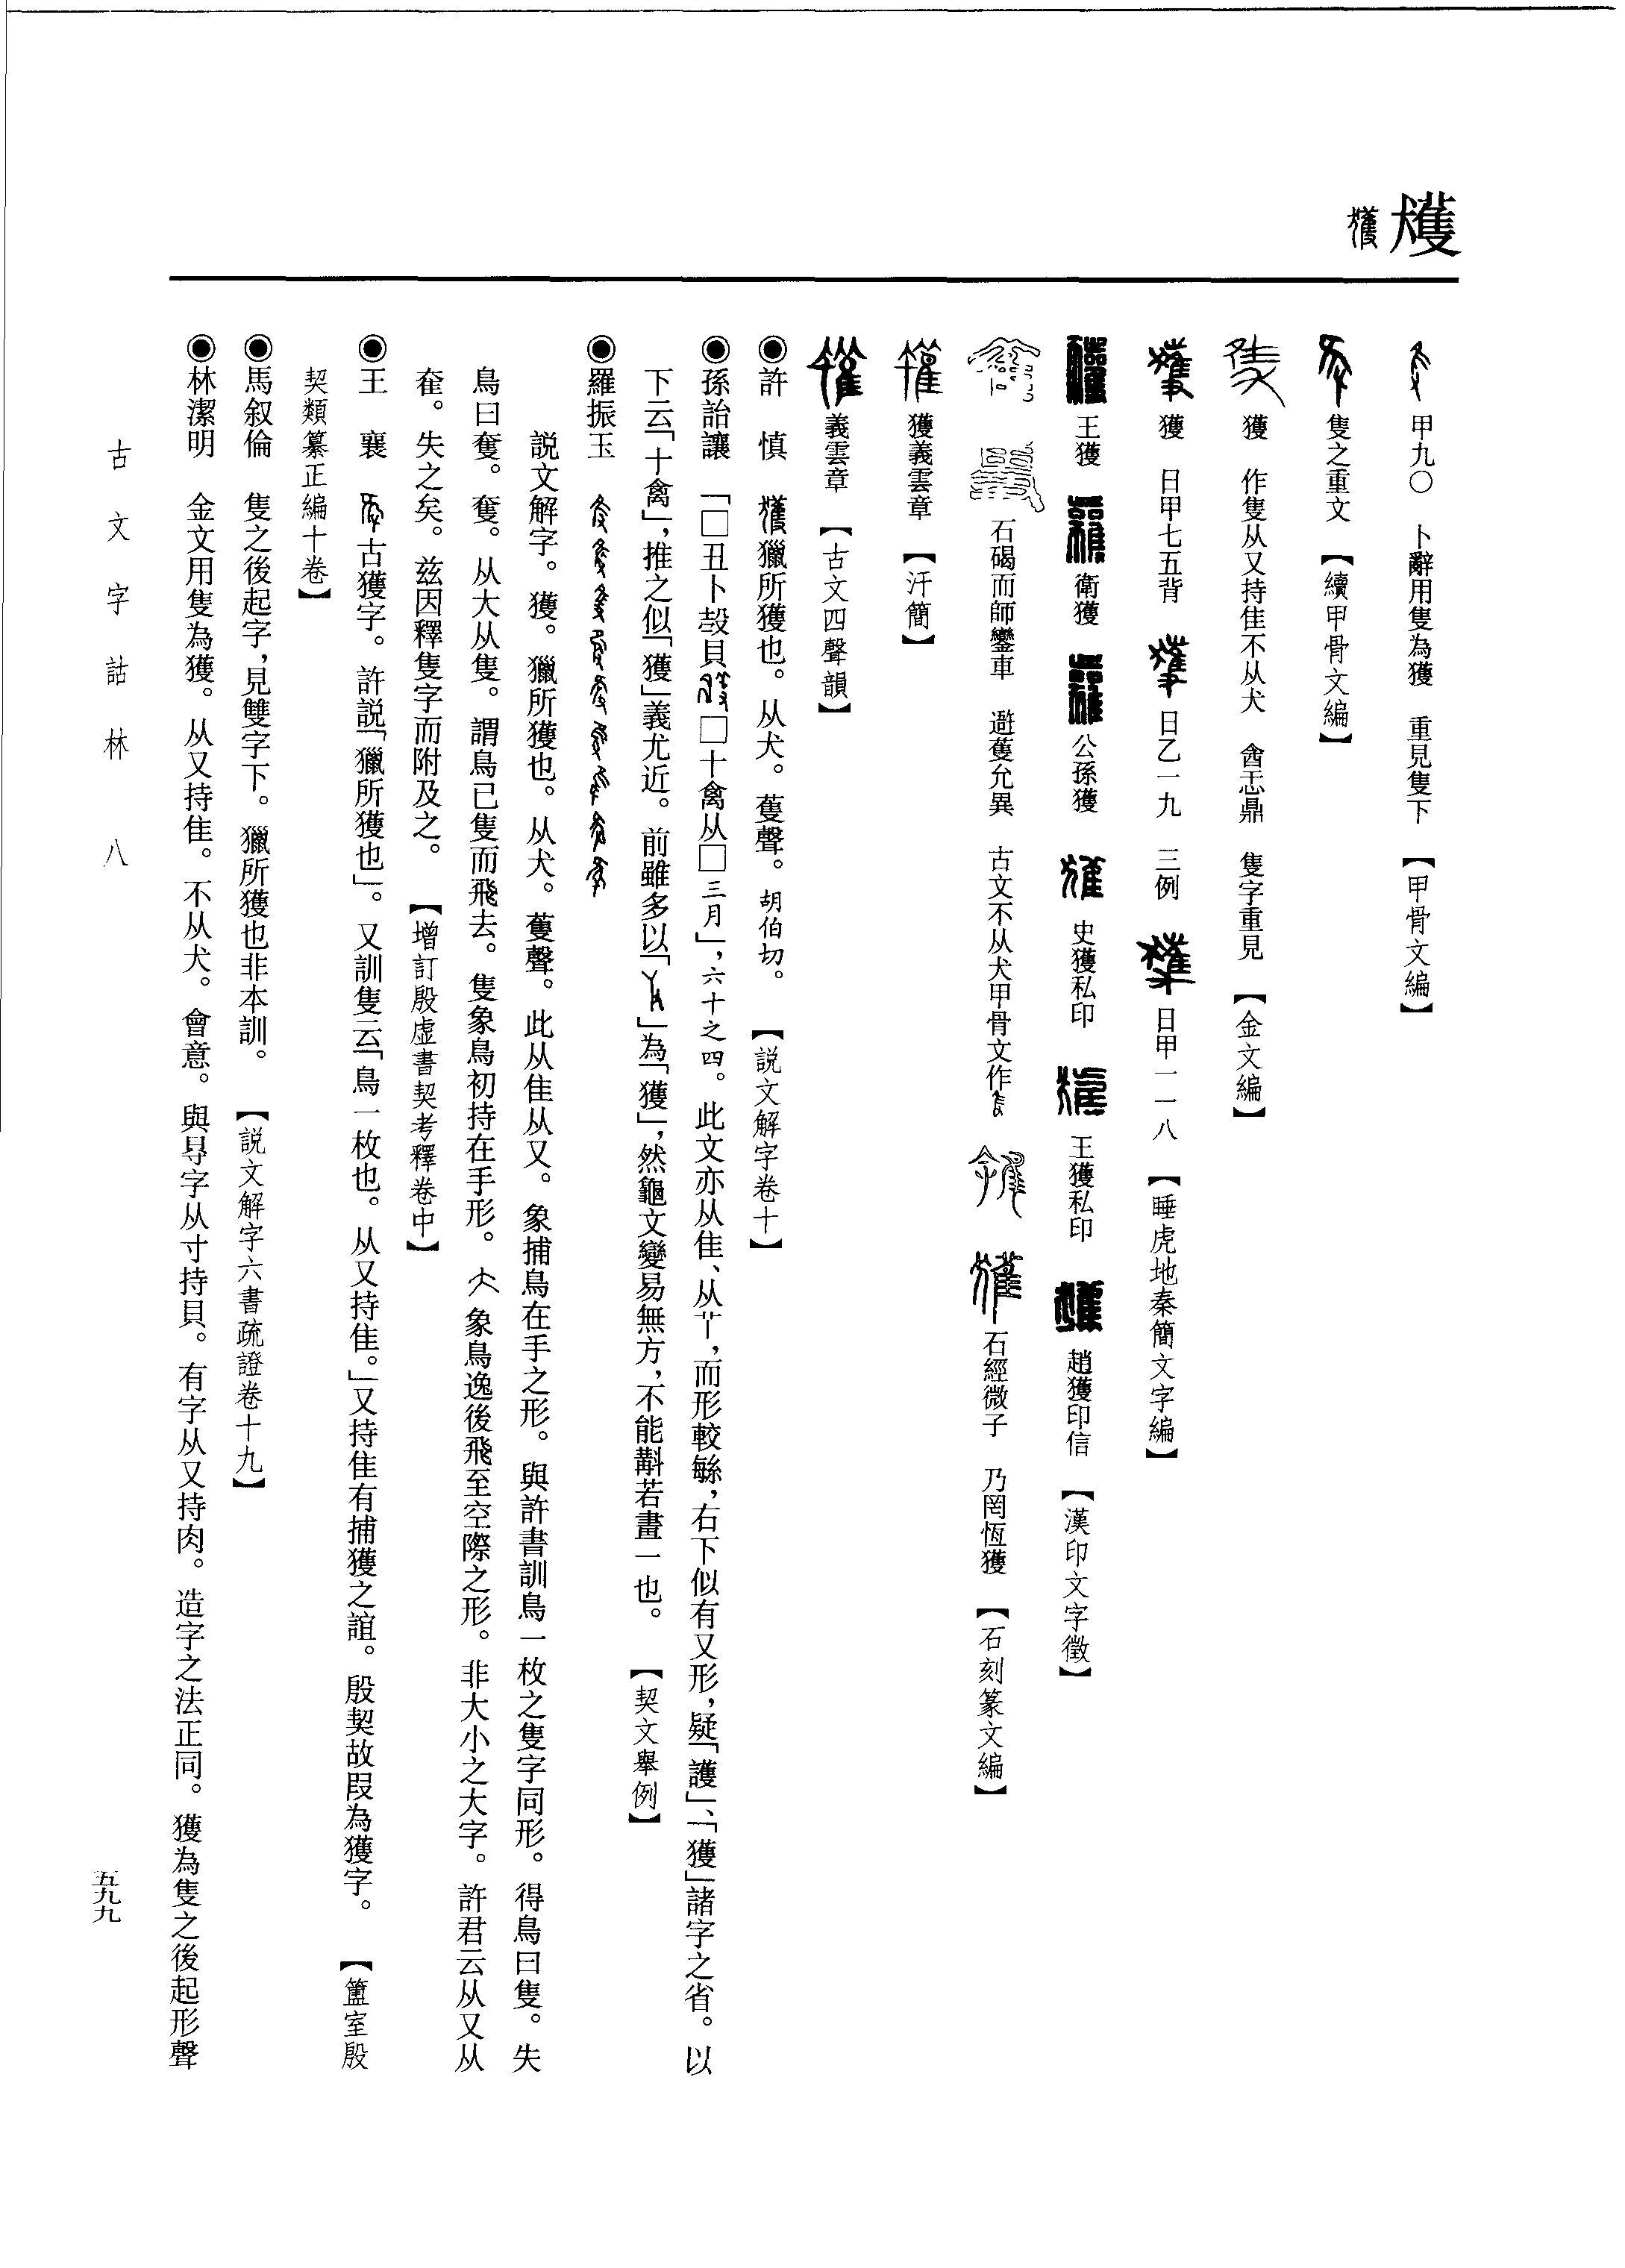 獲
甲九〇　卜辭用隻為獲　重見隻下　【甲骨文編】
隻之重文　【續甲骨文編】
獲　作隻从又持隹不从犬　酓忎鼎　隻字重見　【金文編】
獲　日甲七五背　日乙一九　三例　日甲一一八　【睡虎地秦簡文字編】
王獲　衛獲　公孫獲　史獲私印　王獲私印　趙獲印信　【漢印文字徵】
石碣而師鑾車　避蒦允異　古文不从犬甲骨文作　石經微子　乃罔恆獲　【石刻篆文編】
獲義雲章　【汗簡】
義雲章　【古文四聲韻】
◉許　慎　獵所獲也。从犬。蒦聲。胡伯切。　【説文解字卷十】
◉孫詒讓　「□丑卜㱿貝□十禽从□三月」，六十之四。此文亦从隹、从丫，而形較緐，右下似有又形，疑「護」、「獲」諸字之省。以
下云「十禽」，推之似「獲」義尤近。前雖多以「」為「獲」，然龜文變易無方，不能斠若畫一也。　【契文舉例】
◉羅振玉
説文解字。獲。獵所獲也。从犬。蒦聲。此从隹从又。象捕鳥在手之形。與許書訓鳥一枚之隻字同形。得鳥曰隻。失
鳥曰奪。奪。从大从隻。謂鳥已隻而飛去。隻象鳥初持在手形。象鳥逸後飛至空際之形。非大小之大字。許君云从又从
奞。失之矣。兹因釋隻字而附及之。　【增訂殷虛書契考釋卷中】
◉王　襄　古獲字。許説「獵所獲也」。又訓隻云「鳥一枚也。从又持隹。」又持隹有捕獲之誼。殷契故叚為獲字。　【簠室殷
契類纂正編十卷】
◉馬叙倫　隻之後起字，見雙字下。獵所獲也非本訓。　【説文解字六書疏證卷十九】
◉林潔明　金文用隻為獲。从又持隹。不从犬。會意。與㝵字从寸持貝。有字从又持肉。造字之法正同。獲為隻之後起形聲
古文字詁林　八
五九九